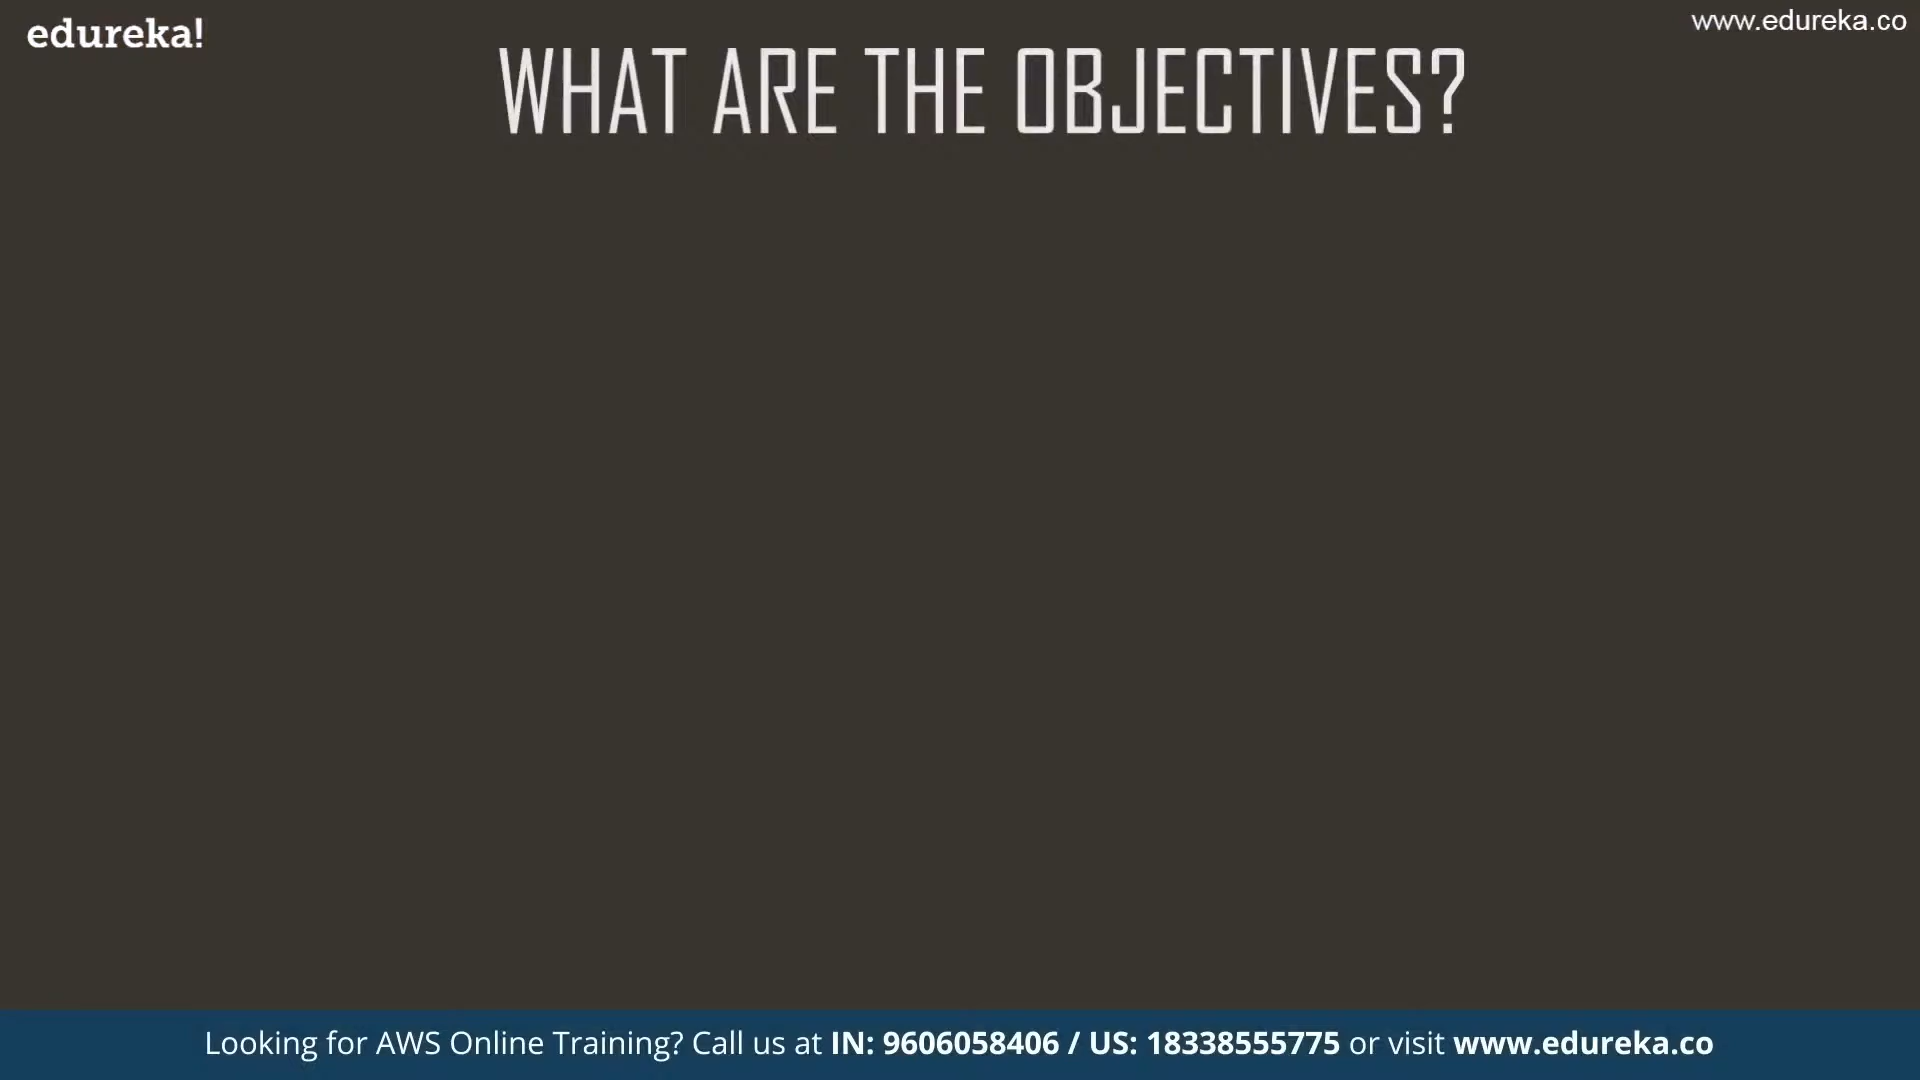 edureka!
www.edureka.co
WHAT ARE THE OBJECTIVES?
Looking for AWS Online Training? Call us at IN: 9606058406 / US: 18338555775 or visit www.edureka.co